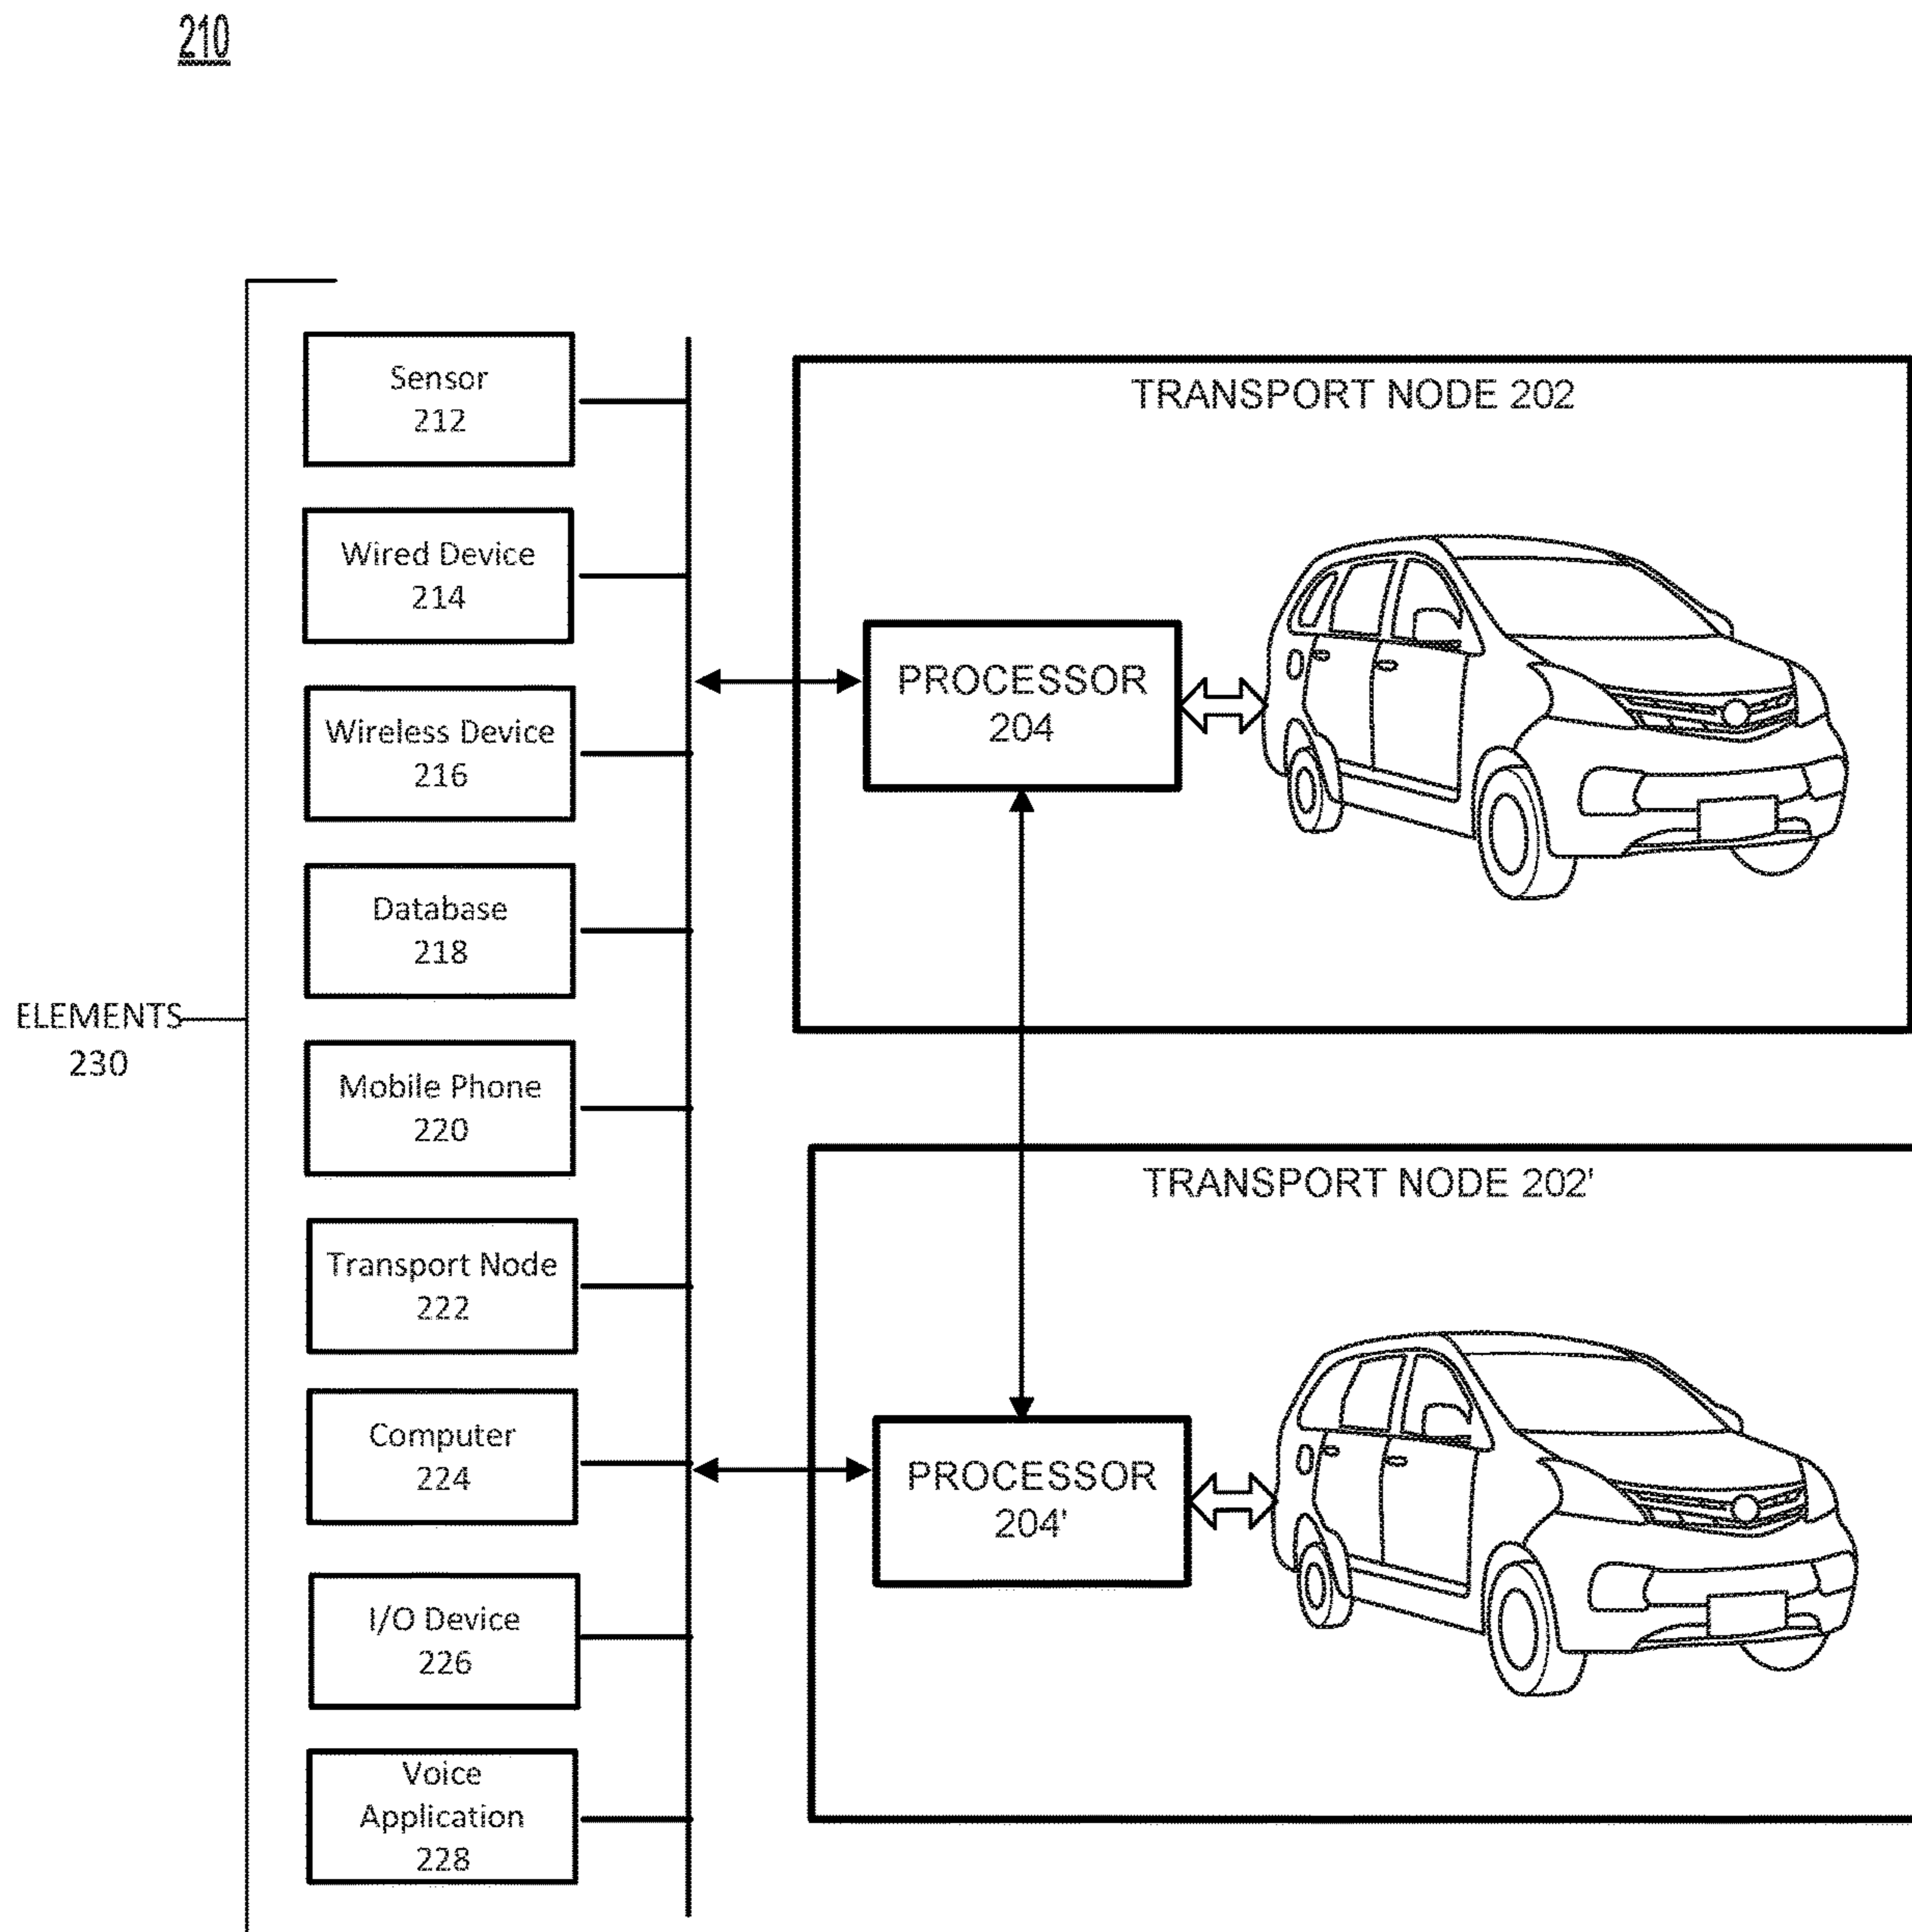 210
Sensor
212
Wired Device
214
Wireless Device
216
Database
218
ELEMENTS
230
Mobile Phone
220
Transport Node
222
Computer
224
I/O Device
226
Voice
Application
228
TRANSPORT NODE 202
PROCESSOR
204
TRANSPORT NODE 202'
PROCESSOR
204'